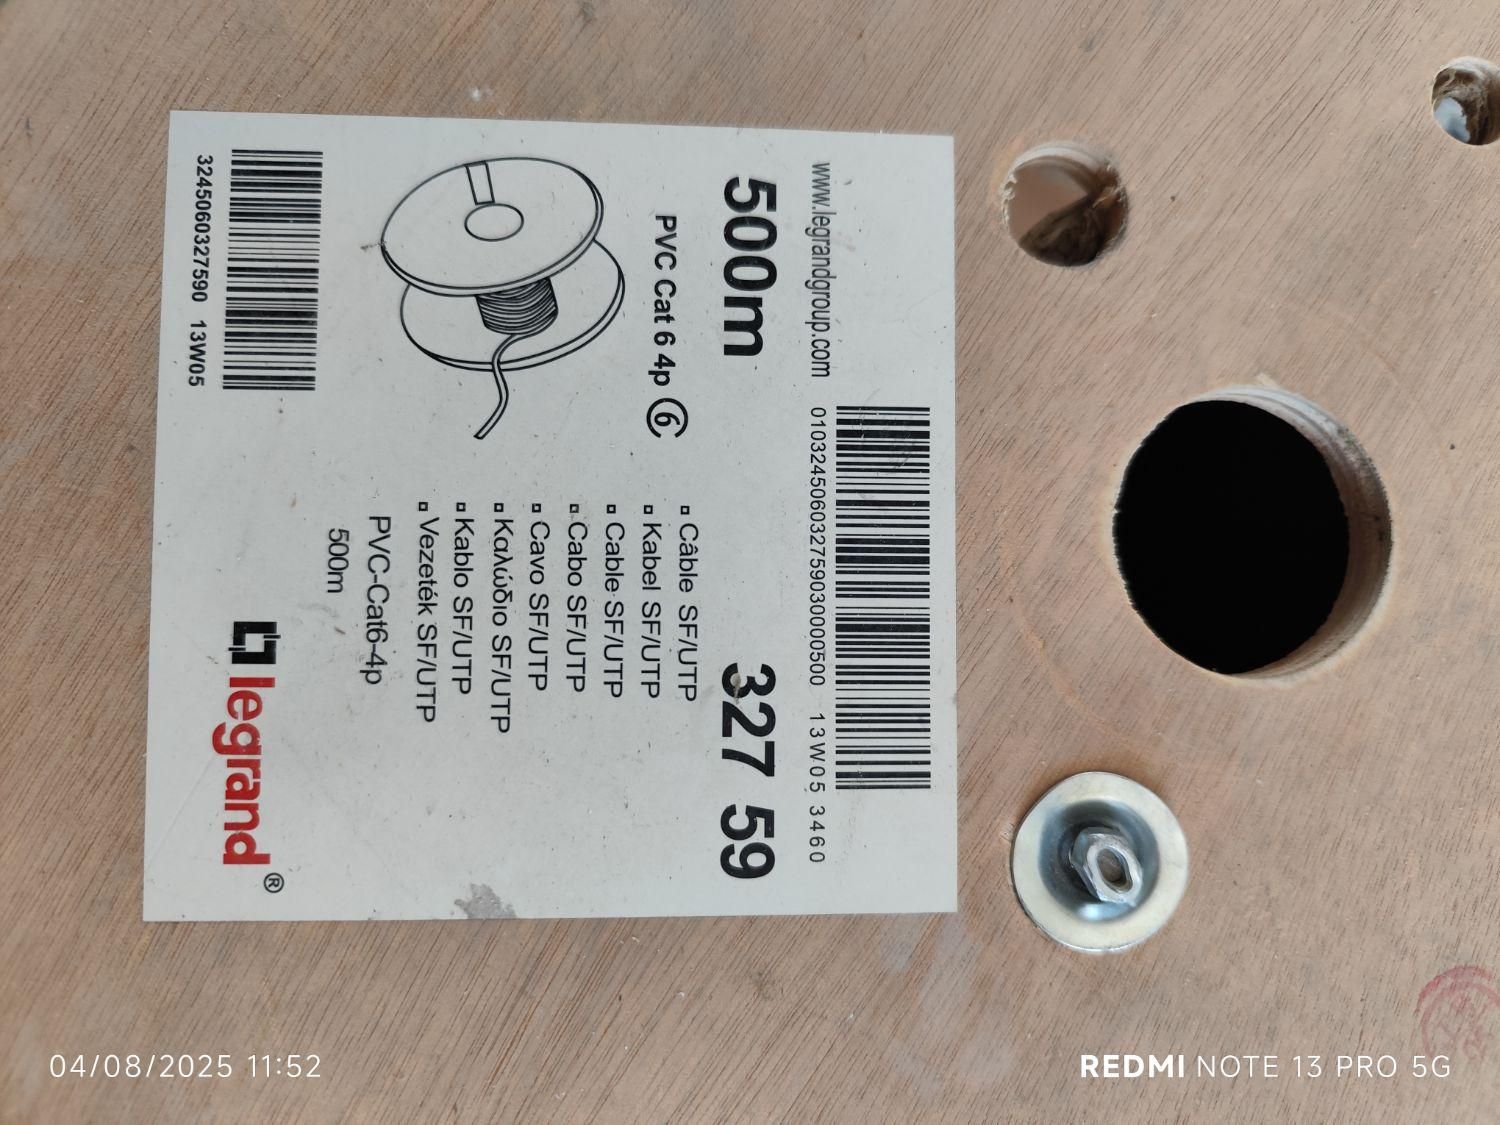 0103245060327590300000500 13W05 3460
www.legrandgroup.com
500m
327 59
PVC Cat 6 4p 6
▫ Câble SF/UTP
▫ Kabel SF/UTP
▫ Cable SF/UTP
▫ Cabo SF/UTP
▫ Cavo SF/UTP
▫ Καλώδιο SF/UTP
▫ Kablo SF/UTP
▫ Vezeték SF/UTP
PVC-Cat6-4p
500m
3245060327590 13W05
legrand®
04/08/2025 11:52
REDMI NOTE 13 PRO 5G